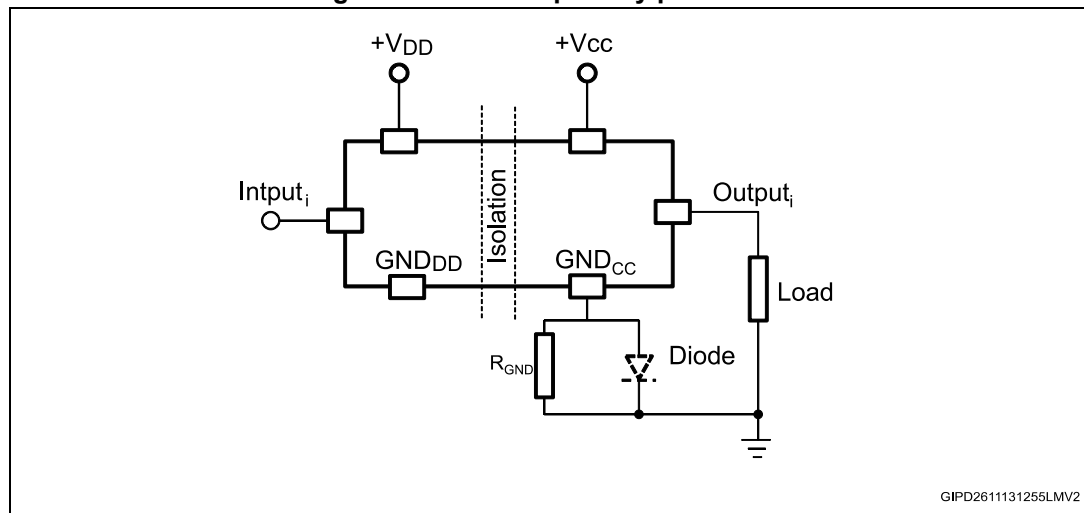 +VDD
+Vcc
Intputi
Isolation
Outputi
GNDDD
GNDCC
Load
RGND
Diode
GIPD2611131255LMV2